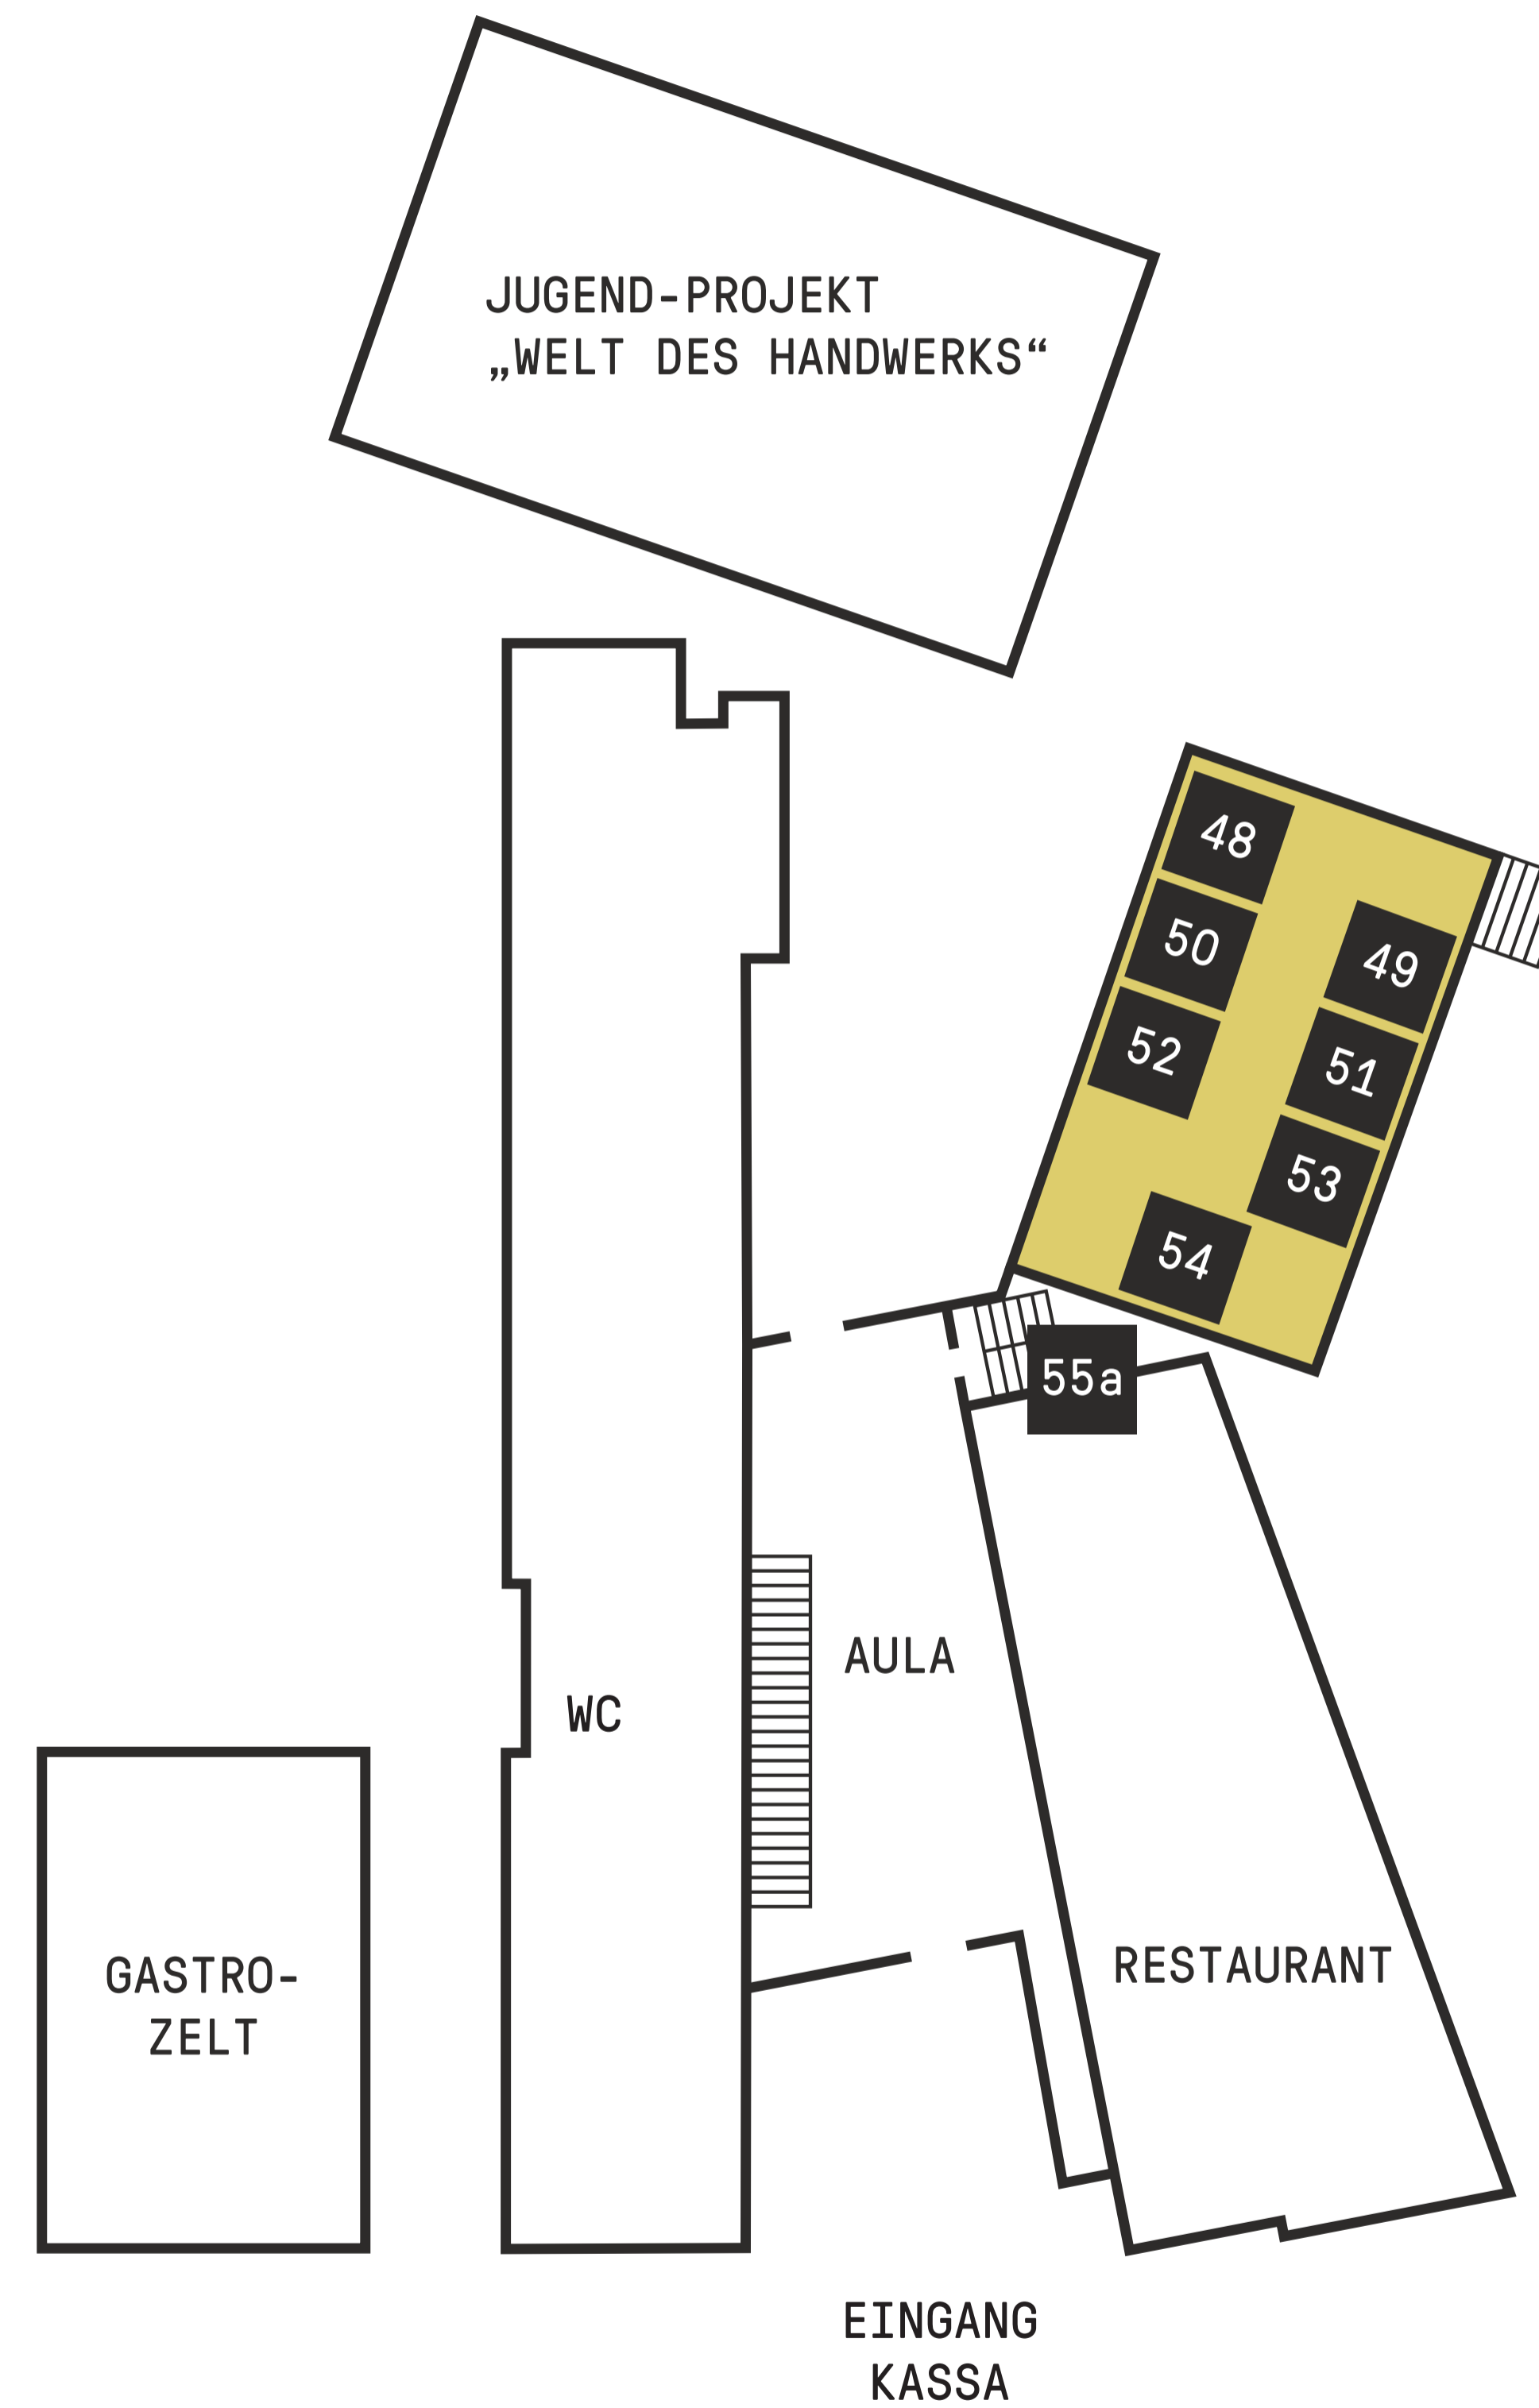 JUGEND-PROJEKT
„WELT DES HANDWERKS“
48
50
49
52
51
53
54
55a
AULA
WC
RESTAURANT
GASTRO-
ZELT
EINGANG
KASSA